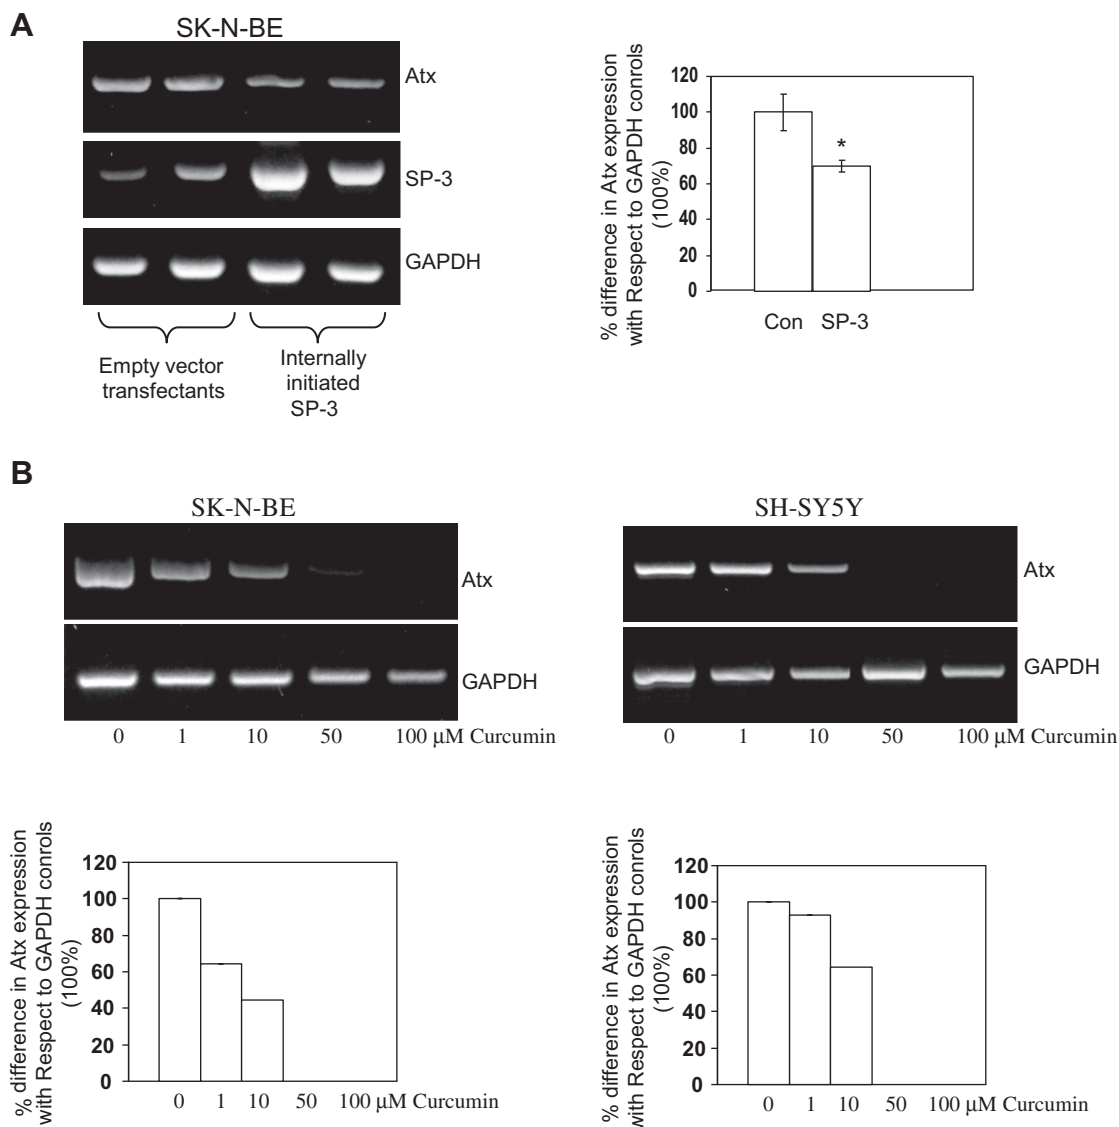 A
SK-N-BE
Atx
SP-3
GAPDH
Empty vector
transfectants
Internally
initiated
SP-3
% difference in Atx expression
with Respect to GAPDH conrols
(100%)
120
100
80
60
40
20
0
*
Con SP-3
B
SK-N-BE
Atx
GAPDH
0 1 10 50 100 μM Curcumin
SH-SY5Y
Atx
GAPDH
0 1 10 50 100 μM Curcumin
% difference in Atx expression
with Respect to GAPDH conrols
(100%)
120
100
80
60
40
20
0
0 1 10 50 100 μM Curcumin
% difference in Atx expression
with Respect to GAPDH conrols
(100%)
120
100
80
60
40
20
0
0 1 10 50 100 μM Curcumin